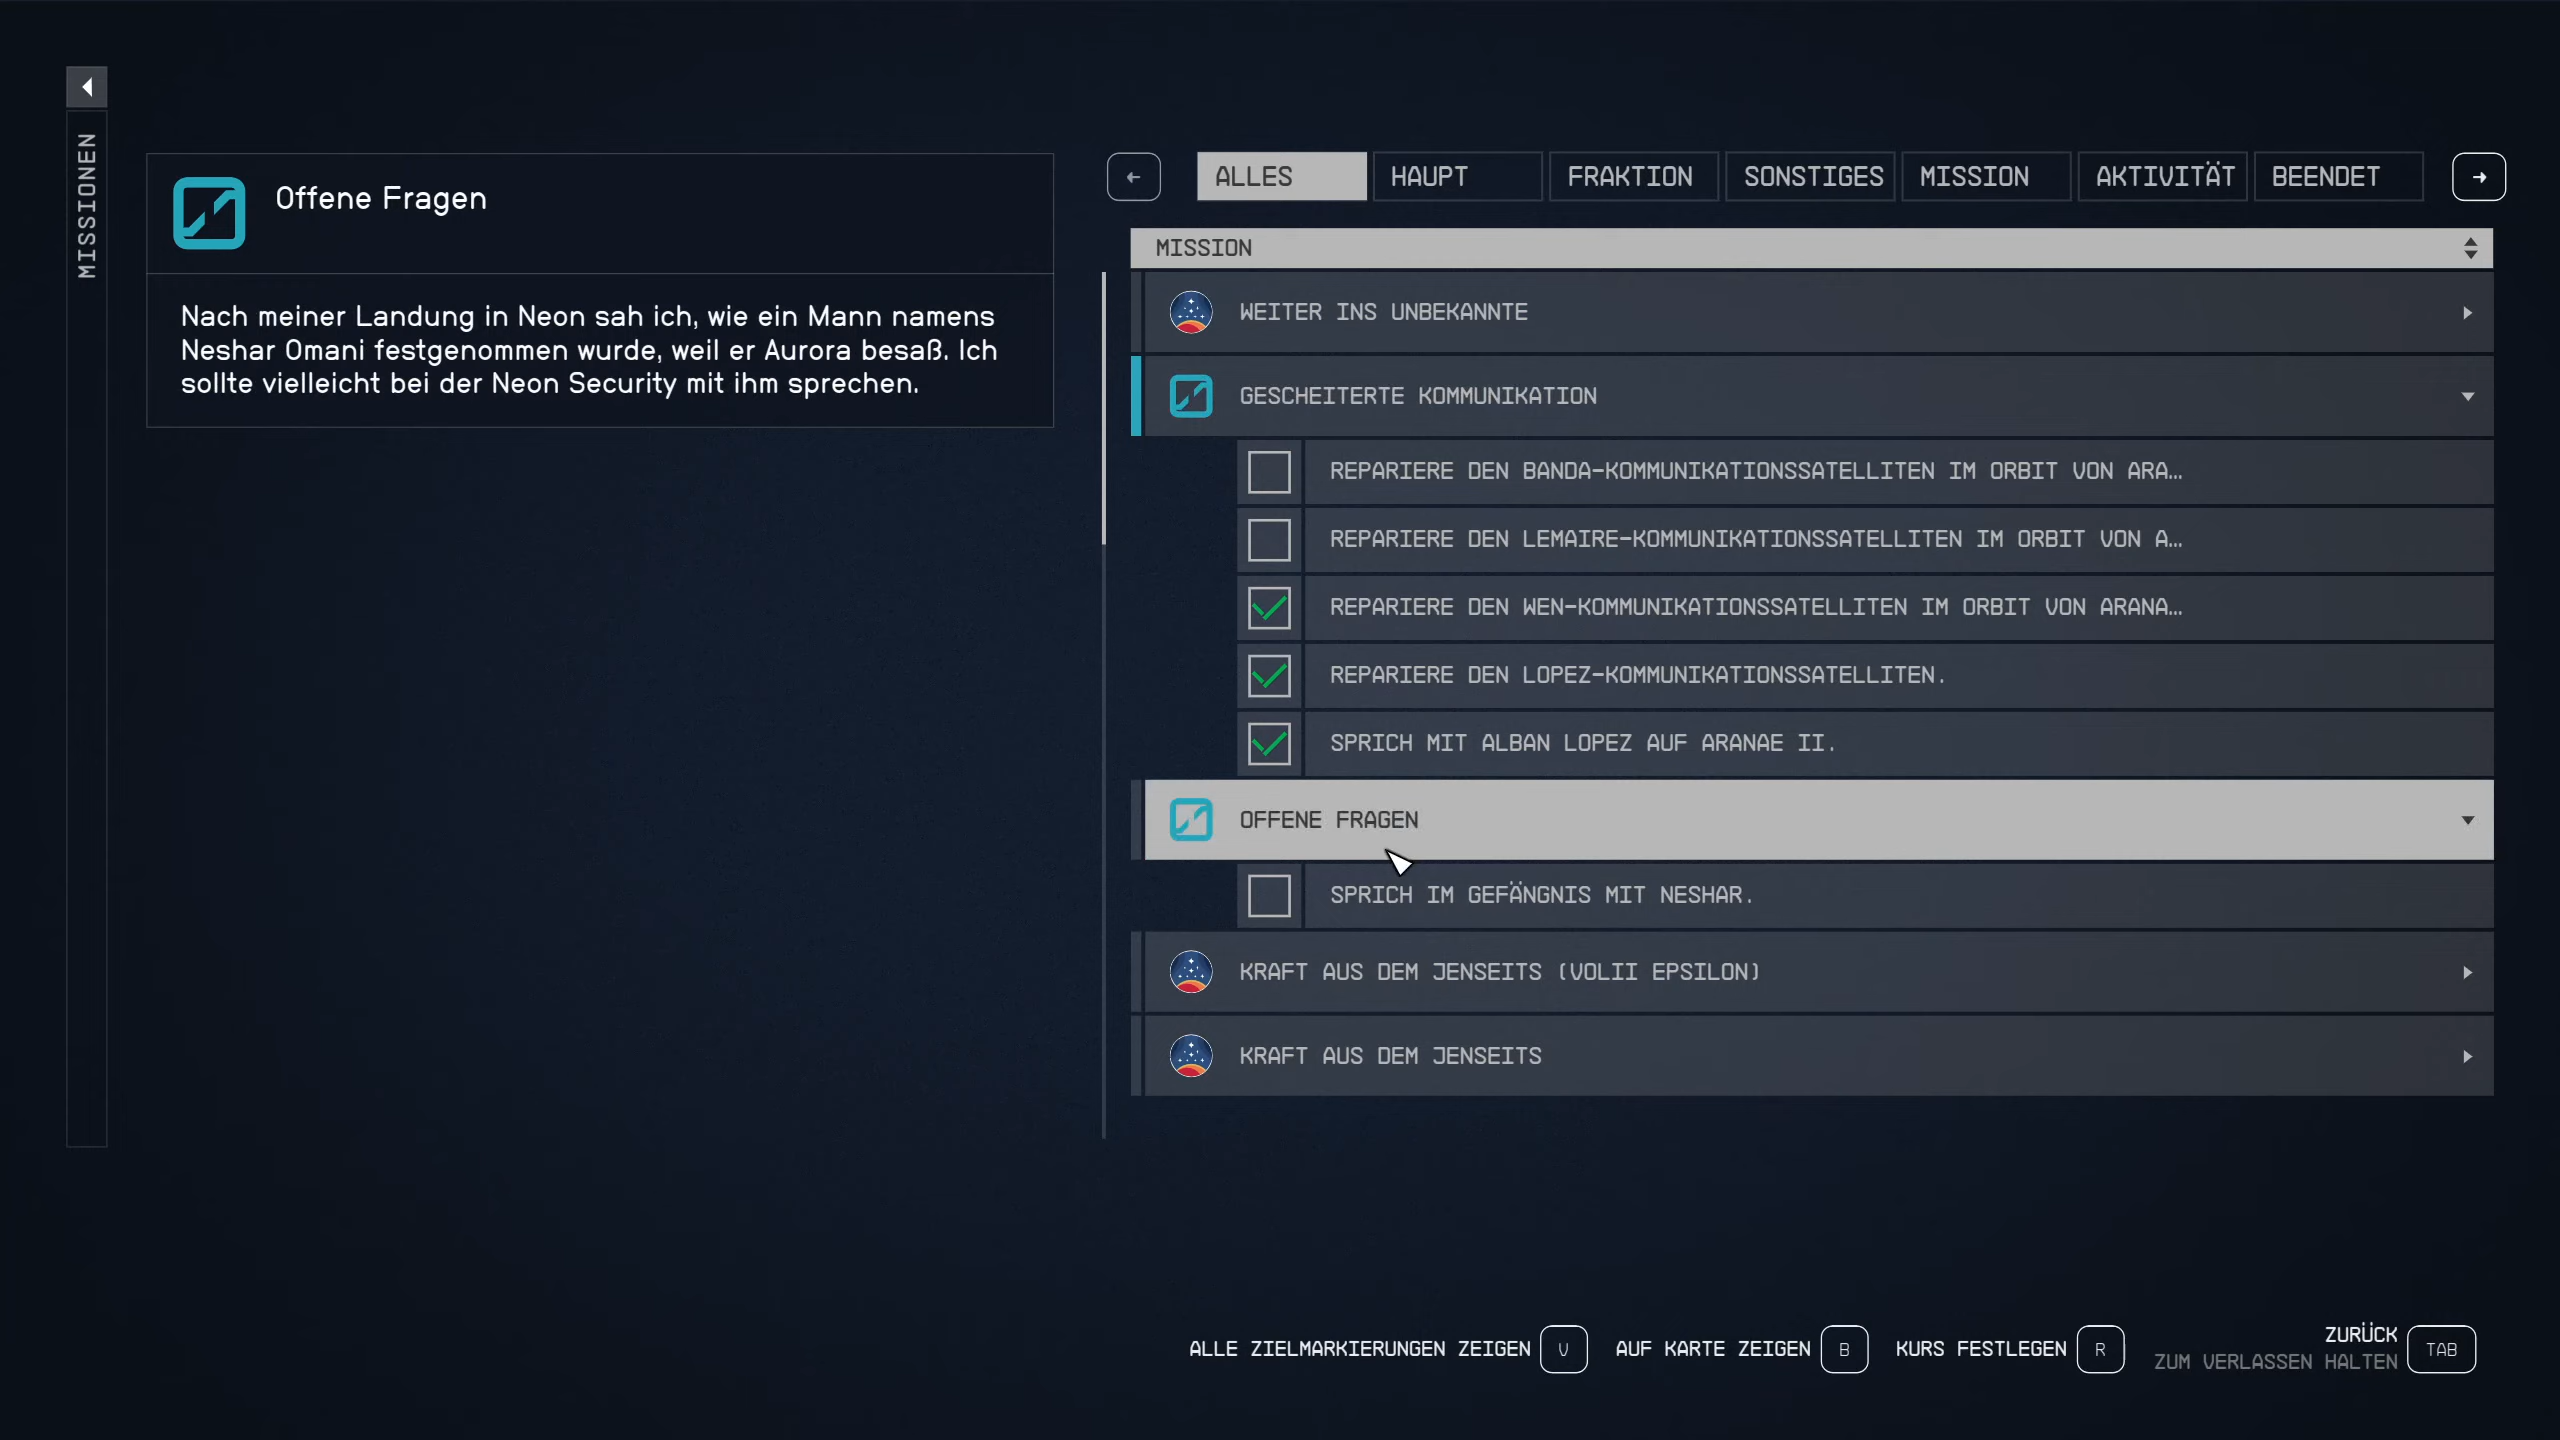 MISSIONEN
Offene Fragen
Nach meiner Landung in Neon sah ich, wie ein Mann namens
Neshar Omani festgenommen wurde, weil er Aurora besaß. Ich
sollte vielleicht bei der Neon Security mit ihm sprechen.
ALLES HAUPT FRAKTION SONSTIGES MISSION AKTIVITÄT BEENDET
MISSION
WEITER INS UNBEKANNTE
GESCHEITERTE KOMMUNIKATION
REPARIERE DEN BANDA-KOMMUNIKATIONSSATELLITEN IM ORBIT VON ARA...
REPARIERE DEN LEMAIRE-KOMMUNIKATIONSSATELLITEN IM ORBIT VON A...
REPARIERE DEN WEN-KOMMUNIKATIONSSATELLITEN IM ORBIT VON ARANA...
REPARIERE DEN LOPEZ-KOMMUNIKATIONSSATELLITEN.
SPRICH MIT ALBAN LOPEZ AUF ARANAE II.
OFFENE FRAGEN
SPRICH IM GEFÄNGNIS MIT NESHAR.
KRAFT AUS DEM JENSEITS (VOLII EPSILON)
KRAFT AUS DEM JENSEITS
ALLE ZIELMARKIERUNGEN ZEIGEN V AUF KARTE ZEIGEN B KURS FESTLEGEN R ZURÜCK TAB
ZUM VERLASSEN HALTEN